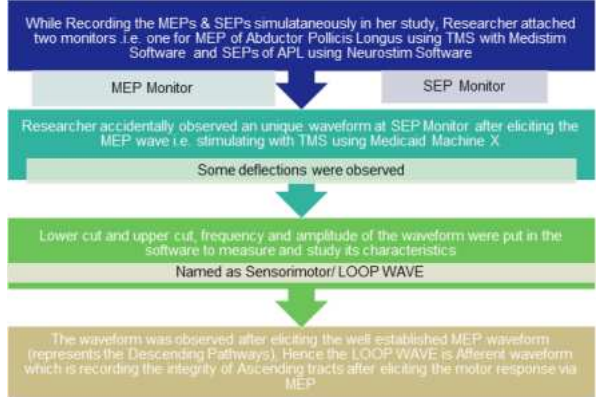 While Recording the MEPs & SEPs simulataneously in her study, Researcher attached
two monitors .i.e. one for MEP of Abductor Pollicis Longus using TMS with Medistim
Software and SEPs of APL using Neurostim Software
MEP Monitor
SEP Monitor
Researcher accidentally observed an unique waveform at SEP Monitor after eliciting the
MEP wave i.e. stimulating with TMS using Medicaid Machine X
Some deflections were observed
Lower cut and upper cut, frequency and amplitude of the waveform were put in the
software to measure and study its characteristics
Named as Sensorimotor/ LOOP WAVE
The waveform was observed after eliciting the well established MEP waveform
(represents the Descending Pathways), Hence the LOOP WAVE is Afferent waveform
which is recording the integrity of Ascending tracts after eliciting the motor response via
MEP